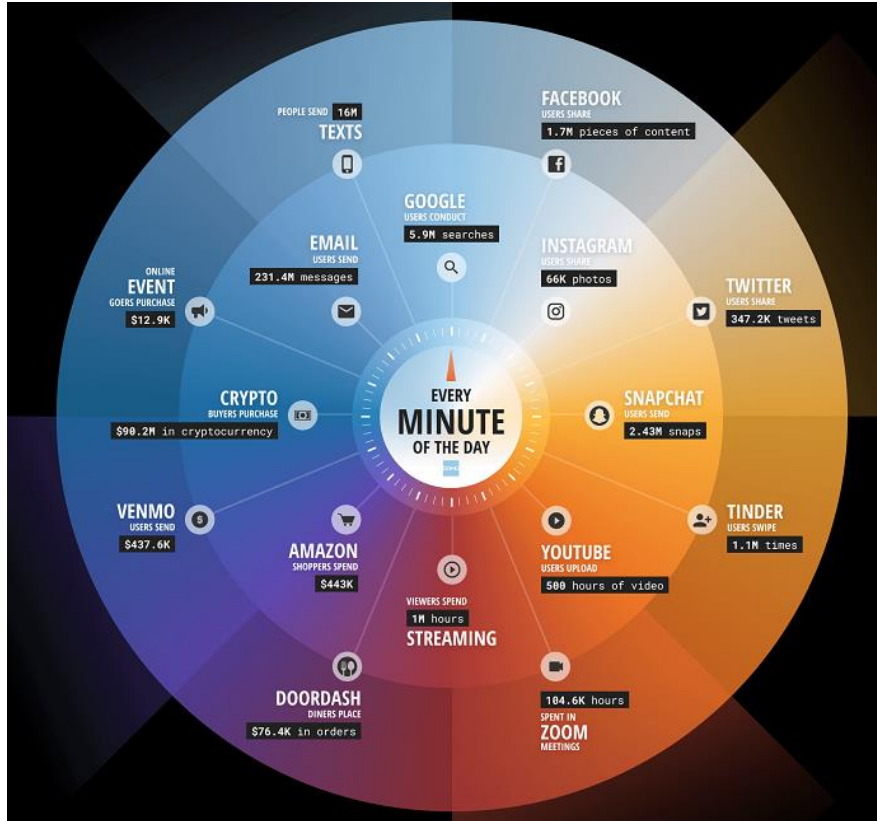 PEOPLE SEND 16M
TEXTS
FACEBOOK
USERS SHARE
1.7M pieces of content
GOOGLE
USERS CONDUCT
5.9M searches
EMAIL
USERS SEND
231.4M messages
INSTAGRAM
USERS SHARE
66K photos
ONLINE
EVENT
GOERS PURCHASE
$12.9K
TWITTER
USERS SHARE
347.2K tweets
CRYPTO
BUYERS PURCHASE
$90.2M in cryptocurrency
EVERY
MINUTE
OF THE DAY
SNAPCHAT
USERS SEND
2.43M snaps
VENMO
USERS SEND
$437.6K
AMAZON
SHOPPERS SPEND
$443K
VIEWERS SPEND
1M hours
STREAMING
YOUTUBE
USERS UPLOAD
500 hours of video
TINDER
USERS SWIPE
1.1M times
DOORDASH
DINERS PLACE
$76.4K in orders
104.6K hours
SPENT IN
ZOOM
MEETINGS